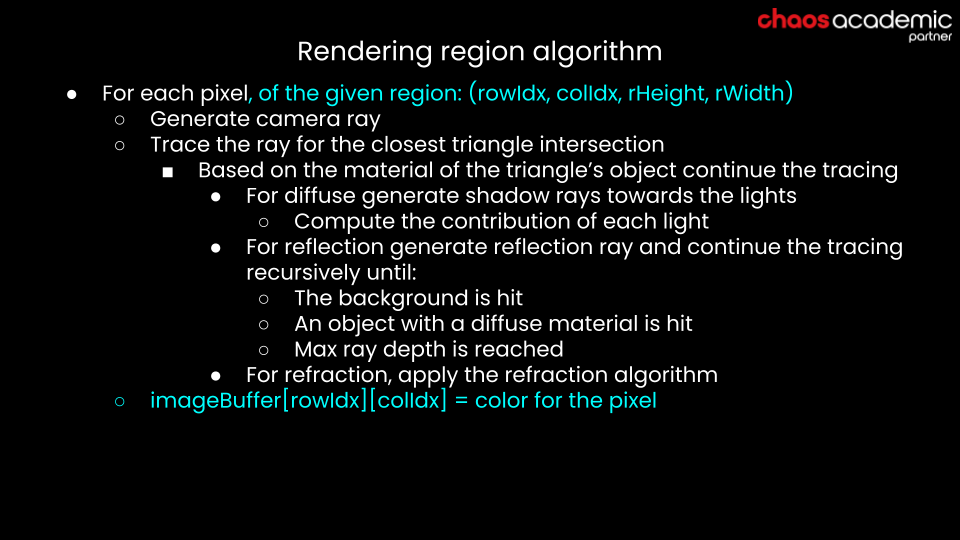 chaosacademic
partner
Rendering region algorithm
● For each pixel, of the given region: (rowIdx, colIdx, rHeight, rWidth)
○ Generate camera ray
○ Trace the ray for the closest triangle intersection
■ Based on the material of the triangle’s object continue the tracing
● For diffuse generate shadow rays towards the lights
○ Compute the contribution of each light
● For reflection generate reflection ray and continue the tracing
recursively until:
○ The background is hit
○ An object with a diffuse material is hit
○ Max ray depth is reached
● For refraction, apply the refraction algorithm
○ imageBuffer[rowIdx][colIdx] = color for the pixel